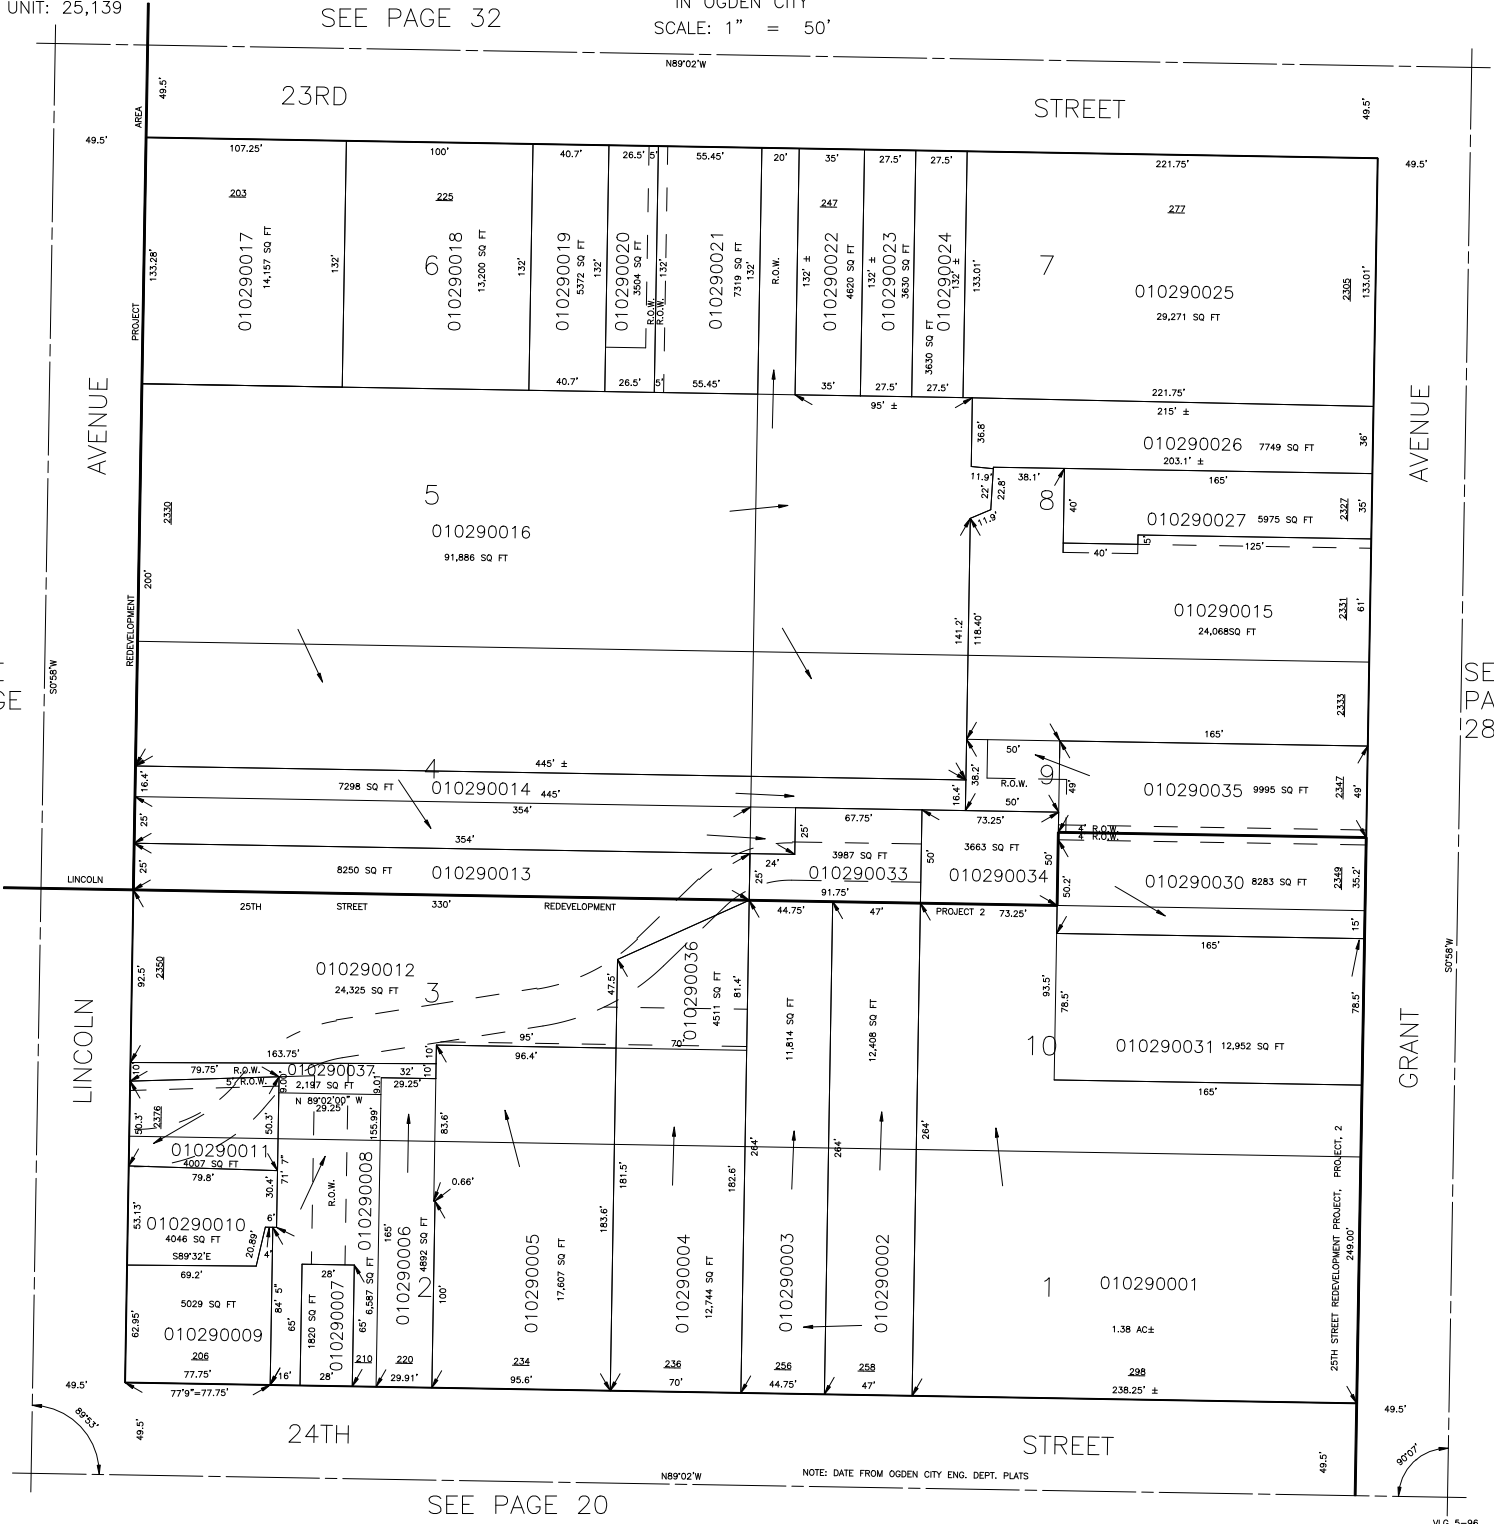 UNIT: 25,139
SEE PAGE 32
IN OGDEN CITY
SCALE: 1" = 50'
N89°02'W
49.5'
23RD STREET
49.5'
AREA
49.5'
49.5'
107.25'
100'
40.7'
26.5'
5'
55.45'
20'
35'
27.5'
27.5'
221.75'
203
225
247
277
133.28'
010290017
14,157 SQ FT
132'
6
010290018
13,200 SQ FT
132'
010290019
5372 SQ FT
132'
010290020
3504 SQ FT
R.O.W.
R.O.W.
132'
010290021
7319 SQ FT
132'
R.O.W.
132' ±
010290022
4620 SQ FT
132' ±
010290023
3630 SQ FT
010290024
132' ±
3630 SQ FT
133.01'
7
010290025
29,271 SQ FT
2305
133.01'
PROJECT
40.7'
26.5'
5'
55.45'
35'
27.5'
27.5'
221.75'
95' ±
215' ±
AVENUE
AVENUE
36.8'
010290026 7749 SQ FT
36'
203.1' ±
11.9'
38.1'
165'
5
22'
22.8'
8
40'
2330
010290016
11.9'
010290027 5975 SQ FT
2327
35'
91,886 SQ FT
40'
5'
125'
200'
REDEVELOPMENT
010290015
24,068SQ FT
2331
61'
141.2'
118.40'
S0°58'W
GE
SE
PA
28
2333
165'
4
445' ±
50'
38.2'
9
R.O.W.
49'
16.4'
7298 SQ FT
010290014
445'
16.4'
50'
010290035 9995 SQ FT
2347
49'
354'
67.75'
73.25'
25'
354'
25'
3987 SQ FT
50'
3663 SQ FT
50'
4' R.O.W.
4' R.O.W.
25'
8250 SQ FT
010290013
24'
25'
010290033
010290034
50.2'
010290030 8283 SQ FT
2349
35.2'
LINCOLN
91.75'
25TH STREET
330'
REDEVELOPMENT
44.75'
47'
PROJECT 2
73.25'
15'
165'
92.5'
2350
010290012
24,325 SQ FT
3
47.5'
010290036
4511 SQ FT
81.4'
11,814 SQ FT
12,408 SQ FT
93.5'
78.5'
78.5'
S0°58'W
LINCOLN
GRANT
95'
70'
10
010290031 12,952 SQ FT
163.75'
10'
96.4'
10'
79.75'
R.O.W.
5' R.O.W.
010290037
2,197 SQ FT
32'
10'
9.00'
9.01'
29.25'
165'
N 89°02'00" W
29.25'
50.3'
2376
50.3'
155.99'
83.6'
264'
264'
264'
010290011
4007 SQ FT
71' 7"
79.8'
30.4'
R.O.W.
010290008
0.66'
181.5'
182.6'
25TH STREET REDEVELOPMENT PROJECT, PROJECT, 2
53.13'
010290010
4046 SQ FT
6'
S89°32'E
20.89'
4'
165'
010290006
4892 SQ FT
183.6'
249.00'
69.2'
28'
6,587 SQ FT
2
100'
010290005
17,607 SQ FT
010290004
12,744 SQ FT
010290003
010290002
1
010290001
5029 SQ FT
84' 5"
65'
1820 SQ FT
010290007
65'
62.95'
010290009
1.38 AC±
206
210
220
234
236
256
258
298
77.75'
16'
28'
29.91'
95.6'
70'
44.75'
47'
238.25' ±
49.5'
77'9"=77.75'
49.5'
89°53'
49.5'
24TH STREET
49.5'
90°07'
N89°02'W
NOTE: DATE FROM OGDEN CITY ENG. DEPT. PLATS
SEE PAGE 20
VLG 5-96